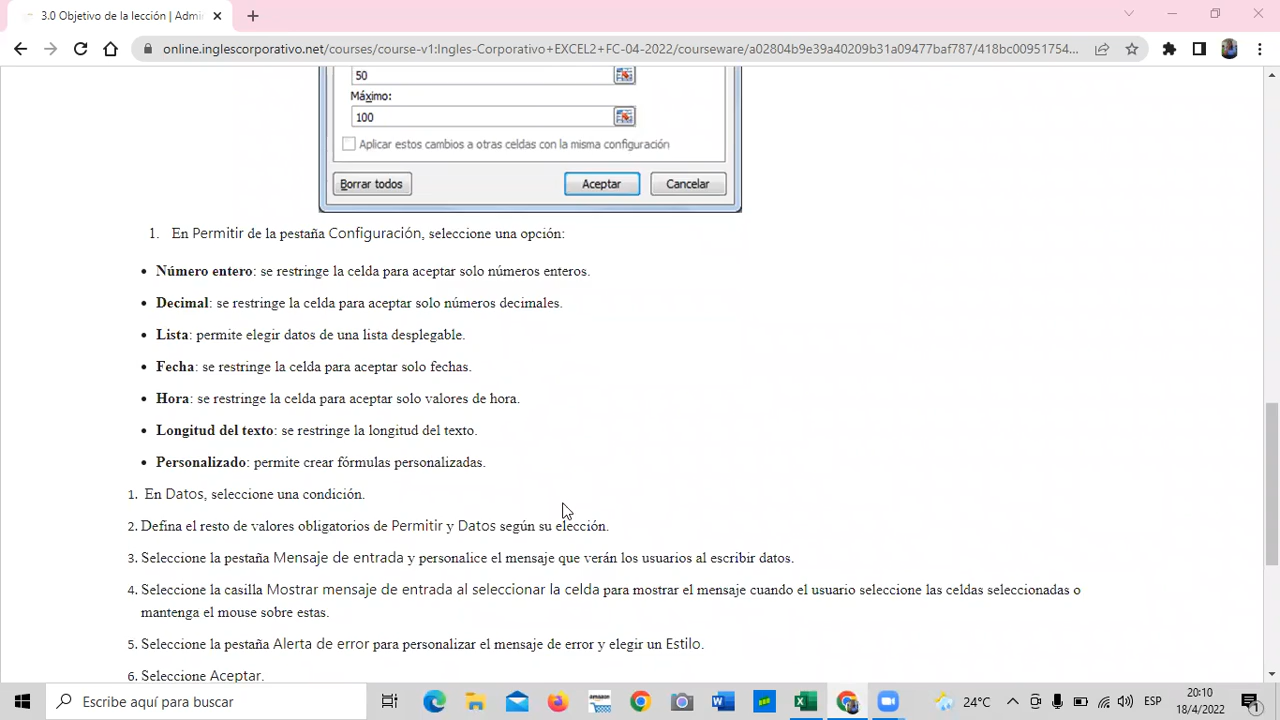 3.0 Objetivo de la lección | Admi
online.inglescorporativo.net/courses/course-v1:Ingles-Corporativo+EXCEL2+FC-04-2022/courseware/a02804b9e39a40209b31a09477baf787/418bc00951754...
50
Máximo:
100
Aplicar estos cambios a otras celdas con la misma configuración
Borrar todos
Aceptar
Cancelar
1. En Permitir de la pestaña Configuración, seleccione una opción:
• Número entero: se restringe la celda para aceptar solo números enteros.
• Decimal: se restringe la celda para aceptar solo números decimales.
• Lista: permite elegir datos de una lista desplegable.
• Fecha: se restringe la celda para aceptar solo fechas.
• Hora: se restringe la celda para aceptar solo valores de hora.
• Longitud del texto: se restringe la longitud del texto.
• Personalizado: permite crear fórmulas personalizadas.
1. En Datos, seleccione una condición.
2. Defina el resto de valores obligatorios de Permitir y Datos según su elección.
3. Seleccione la pestaña Mensaje de entrada y personalice el mensaje que verán los usuarios al escribir datos.
4. Seleccione la casilla Mostrar mensaje de entrada al seleccionar la celda para mostrar el mensaje cuando el usuario seleccione las celdas seleccionadas o
mantenga el mouse sobre estas.
5. Seleccione la pestaña Alerta de error para personalizar el mensaje de error y elegir un Estilo.
6. Seleccione Aceptar.
Escribe aquí para buscar
24°C
ESP
20:10
18/4/2022